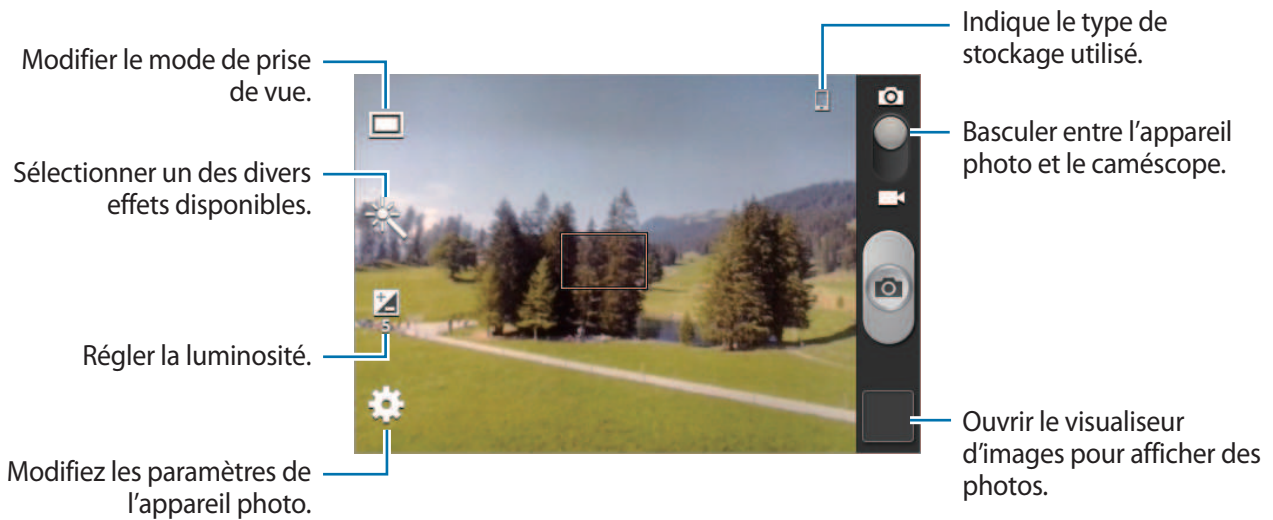 Modifier le mode de prise
de vue.
Sélectionner un des divers
effets disponibles.
5
Régler la luminosité.
Modifiez les paramètres de
l'appareil photo.
Indique le type de
stockage utilisé.
Basculer entre l'appareil
photo et le caméscope.
Ouvrir le visualiseur
d'images pour afficher des
photos.